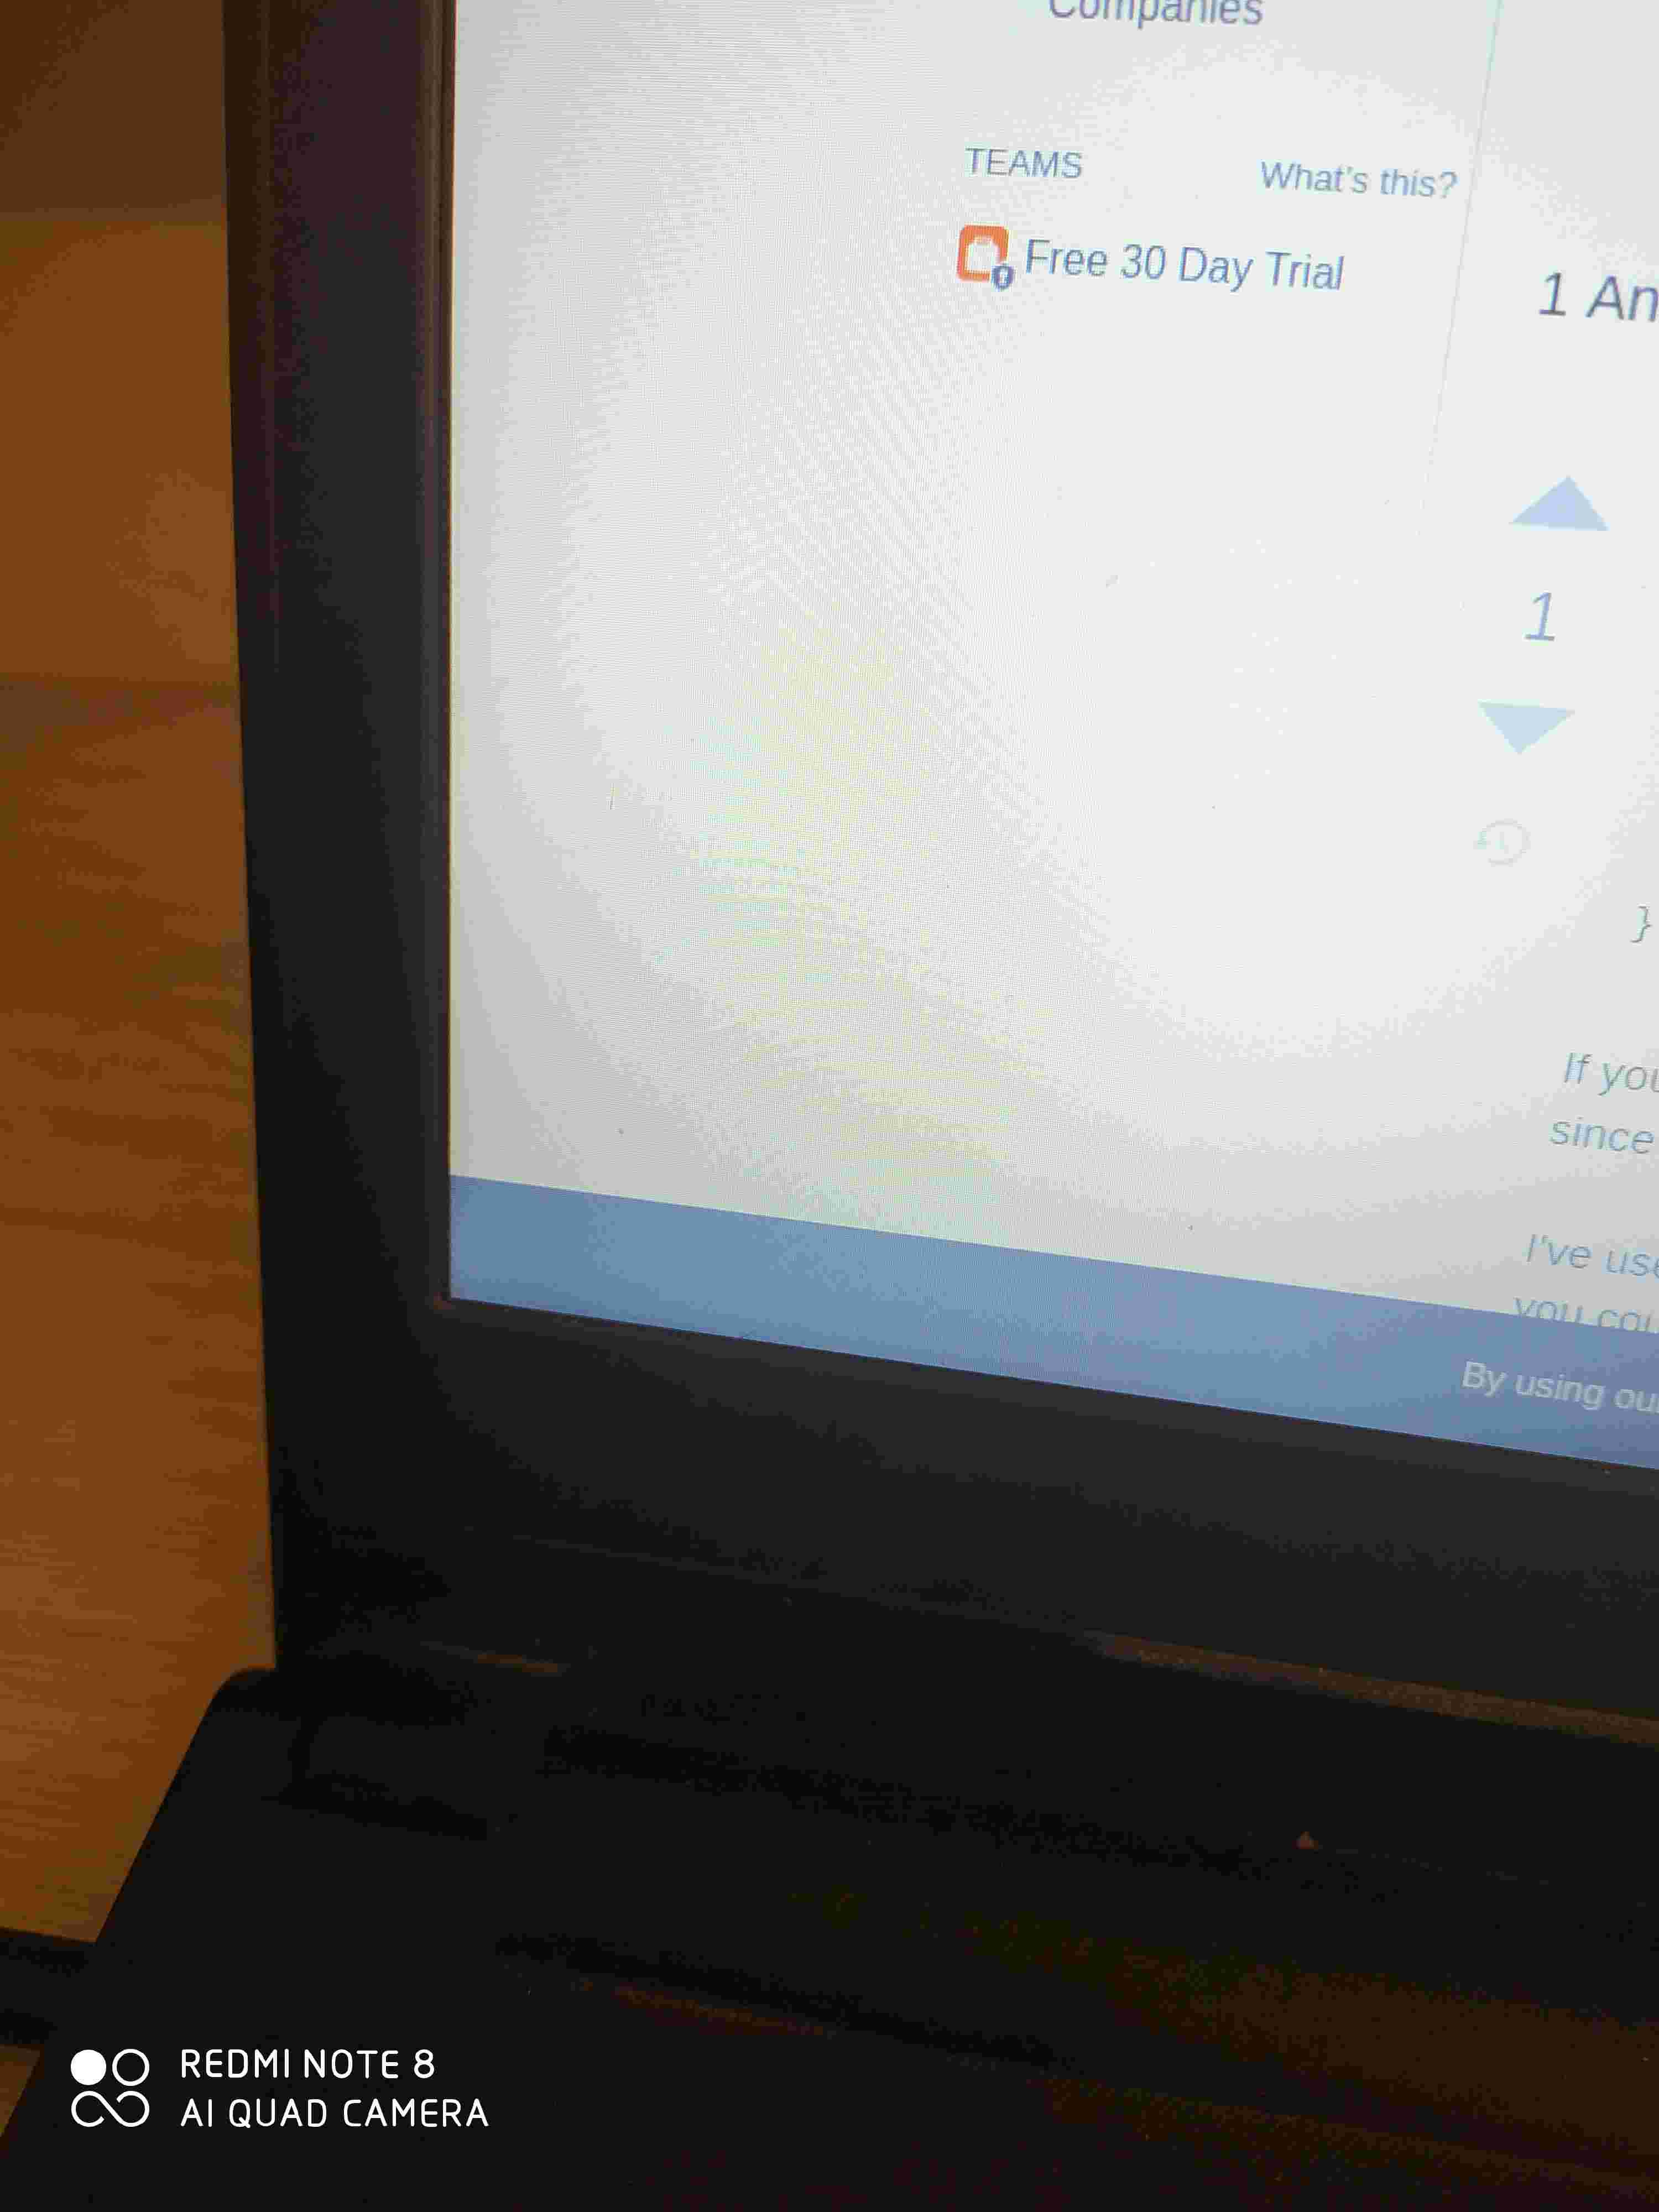 Companies
TEAMS What's this?
Free 30 Day Trial
1 An
1
}
If you
since
I've use
By using our
REDMI NOTE 8
AI QUAD CAMERA